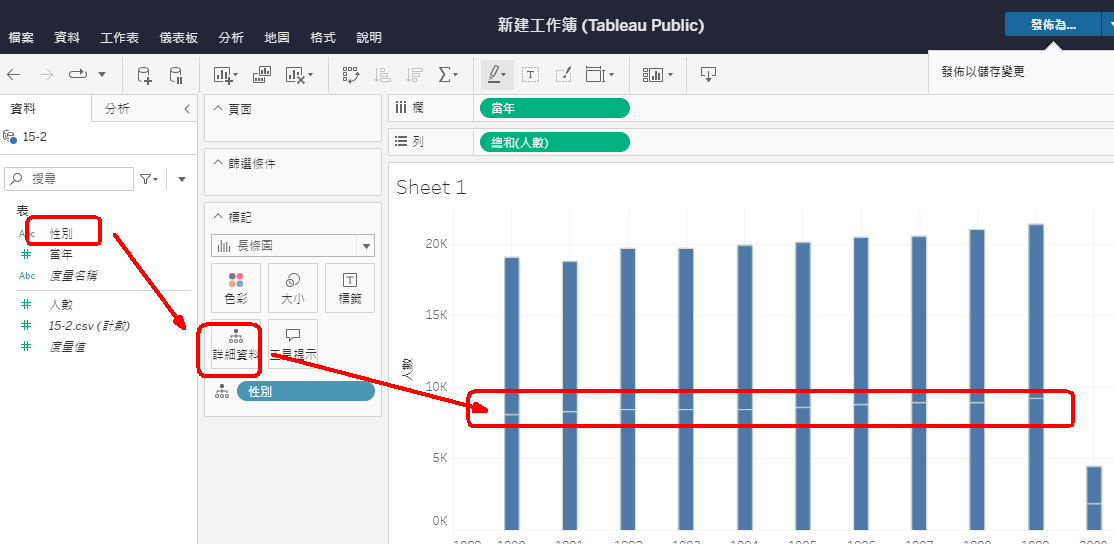 新建工作簿 (Tableau Public)
發佈為...
檔案 資料 工作表 儀表板 分析 地圖 格式 說明
發佈以儲存變更
資料 分析
15-2
搜尋
表
Abc 性別
當年
Abc 度量名稱
人數
15-2.csv (計數)
度量值
頁面
篩選條件
標記
長條圖
色彩 大小 標籤
詳細資料 工具提示
性別
欄 當年
列 總和(人數)
Sheet 1
人數
20K
15K
10K
5K
0K